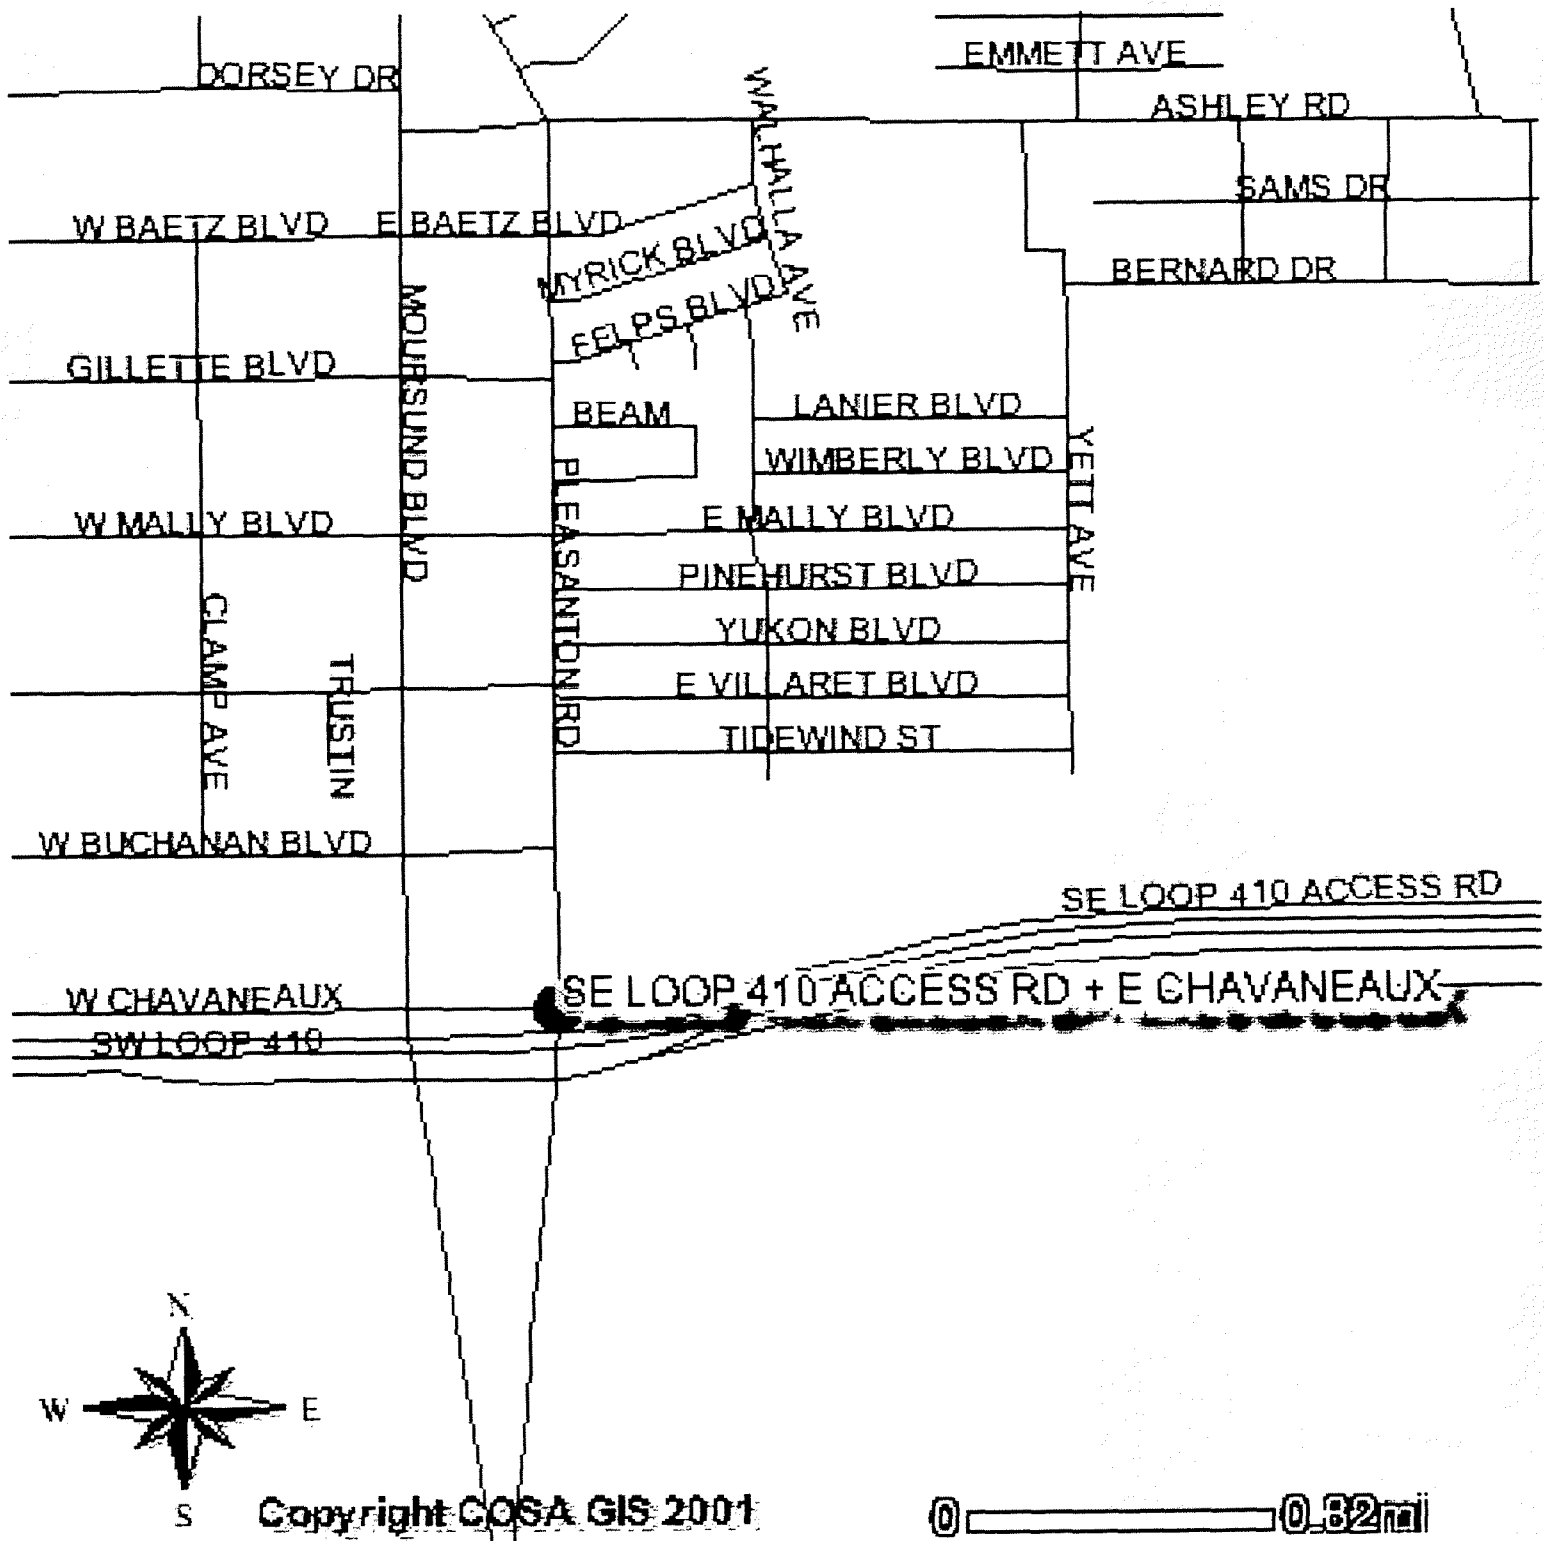 EMMETT AVE
DORSEY DR
ASHLEY RD
WALHALLA AVE
SAMS DR
W BAETZ BLVD
E BAETZ BLVD
MYRICK BLVD
BERNARD DR
FELPS BLVD
MOURSUND BLVD
GILLETTE BLVD
BEAM
LANIER BLVD
YETT AVE
WIMBERLY BLVD
PLEASANTON RD
W MALLY BLVD
E MALLY BLVD
PINEHURST BLVD
CLAMP AVE
YUKON BLVD
TRUSTIN
E VILLARET BLVD
TIDEWIND ST
W BUCHANAN BLVD
SE LOOP 410 ACCESS RD
W CHAVANEAUX
SE LOOP 410 ACCESS RD + E CHAVANEAUX
SW LOOP 410
N
W E
S
Copyright COSA GIS 2001
0 0.82mi